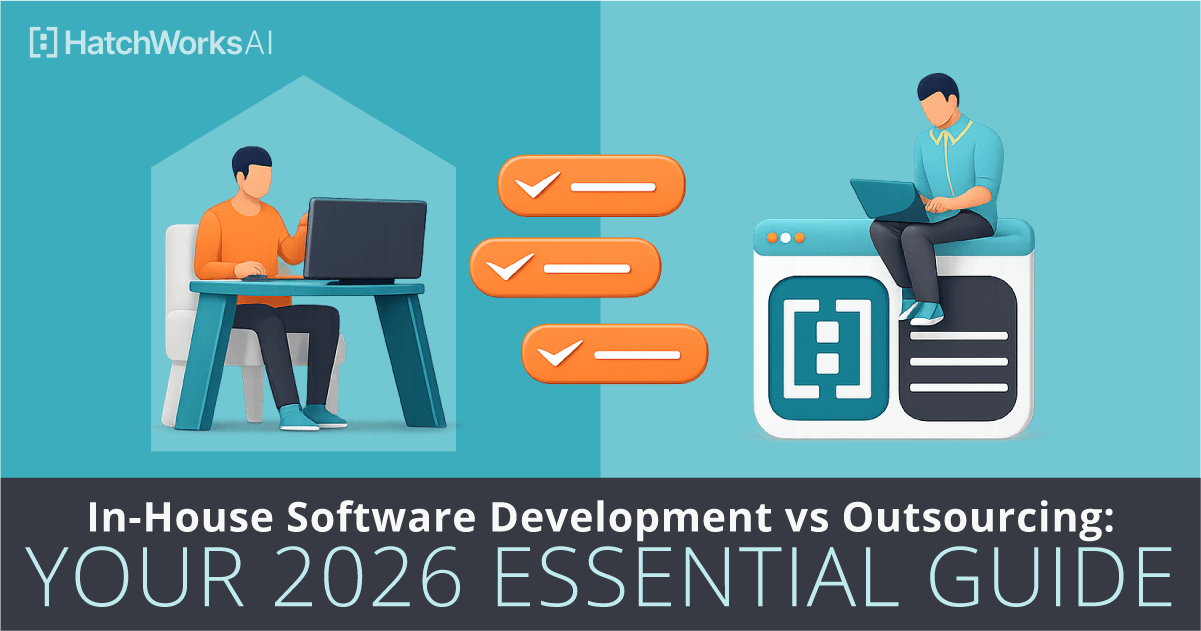 HatchWorksAI
In-House Software Development vs Outsourcing:
YOUR 2026 ESSENTIAL GUIDE